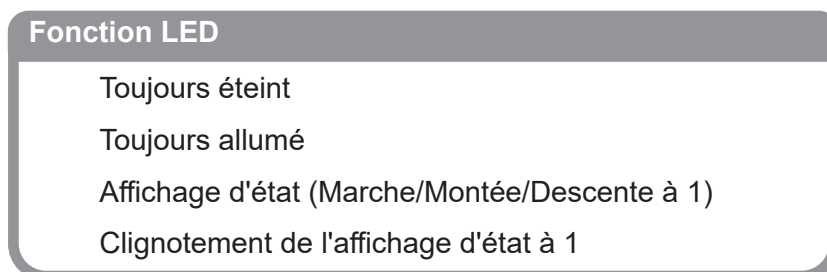 Fonction LED
Toujours éteint
Toujours allumé
Affichage d'état (Marche/Montée/Descente à 1)
Clignotement de l'affichage d'état à 1